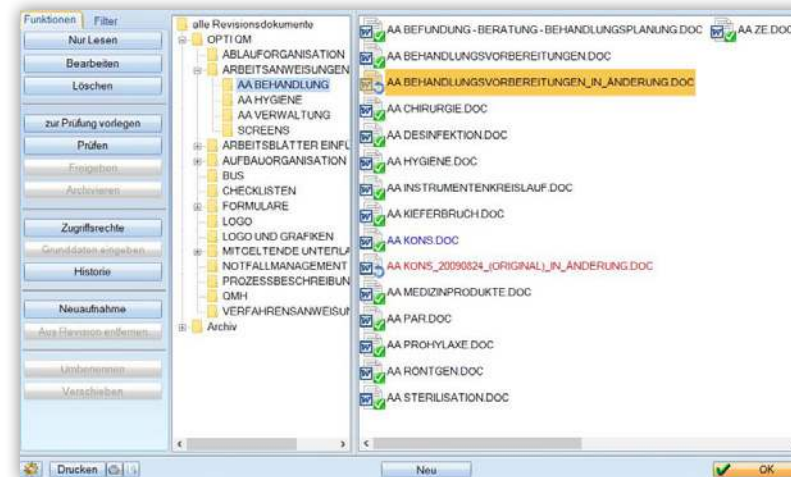 Funktionen
Filter
Nur Lesen
Bearbeiten
Löschen
zur Prüfung vorlegen
Prüfen
Freigeben
Archivieren
Zugriffsrechte
Grunddaten eingeben
Historie
Neuaufnahme
Aus Revision entfernen
Umbenennen
Verschieben
alle Revisionsdokumente
OPTI QM
ABLAUFORGANISATION
ARBEITSANWEISUNGEN
AA BEHANDLUNG
AA HYGIENE
AA VERWALTUNG
SCREENS
ARBEITSBLÄTTER EINFÜ
AUFBAUORGANISATION
BUS
CHECKLISTEN
FORMULARE
LOGO
LOGO UND GRAFIKEN
MITGELTENDE UNTERLA
NOTFALLMANAGEMENT
PROZESSBESCHREIBUN
QMH
VERFAHRENSANWEISUN
Archiv
AA BEFUNDUNG - BERATUNG - BEHANDLUNGSPLANUNG.DOC
AA ZE.DOC
AA BEHANDLUNGSVORBEREITUNGEN.DOC
AA BEHANDLUNGSVORBEREITUNGEN_IN_ÄNDERUNG.DOC
AA CHIRURGIE.DOC
AA DESINFEKTION.DOC
AA HYGIENE.DOC
AA INSTRUMENTENKREISLAUF.DOC
AA KIEFERBRUCH.DOC
AA KONS.DOC
AA KONS_20090824_(ORIGINAL)_IN_ÄNDERUNG.DOC
AA MEDIZINPRODUKTE.DOC
AA PAR.DOC
AA PROHYLAXE.DOC
AA RÖNTGEN.DOC
AA STERILISATION.DOC
Drucken
Neu
OK